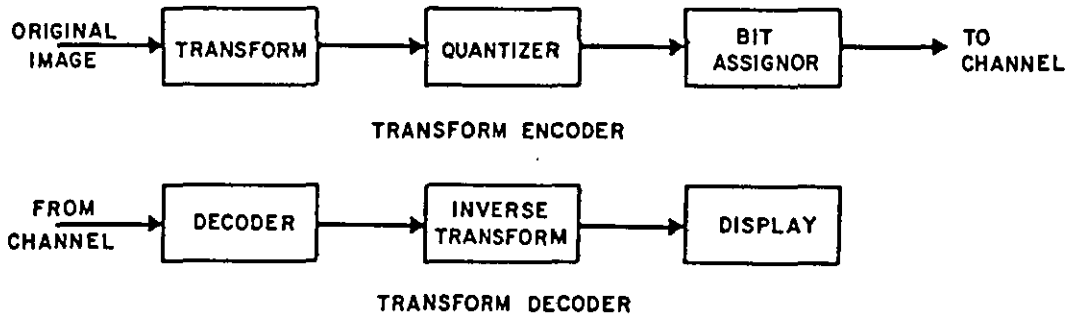 ORIGINAL
IMAGE
TRANSFORM
QUANTIZER
BIT
ASSIGNOR
TO
CHANNEL
TRANSFORM ENCODER
FROM
CHANNEL
DECODER
INVERSE
TRANSFORM
DISPLAY
TRANSFORM DECODER